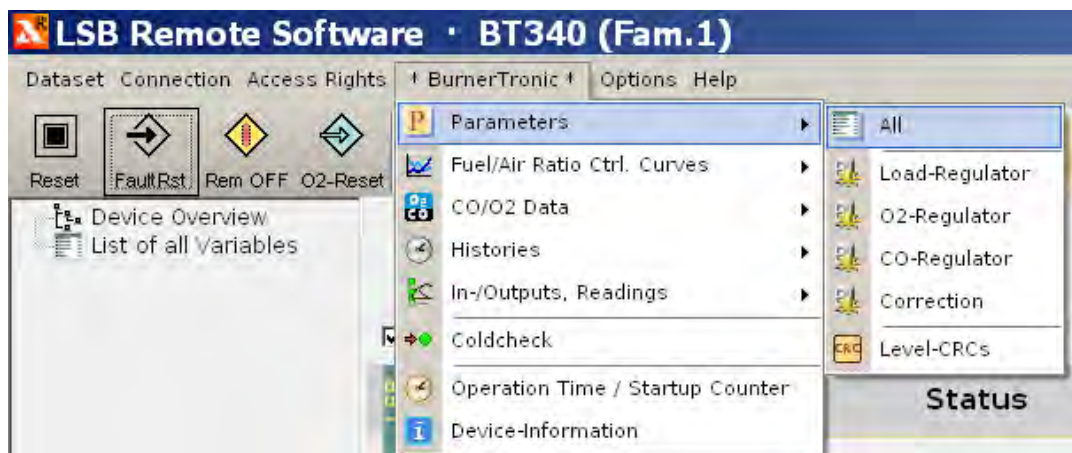 LSB Remote Software · BT340 (Fam.1)
Dataset Connection Access Rights * BurnerTronic * Options Help
Reset FaultRst Rem OFF O2-Reset
Device Overview
List of all Variables
P Parameters
Fuel/Air Ratio Ctrl. Curves
CO/O2 Data
Histories
In-/Outputs, Readings
Coldcheck
Operation Time / Startup Counter
Device-Information
All
Load-Regulator
O2-Regulator
CO-Regulator
Correction
CRC Level-CRCs
Status